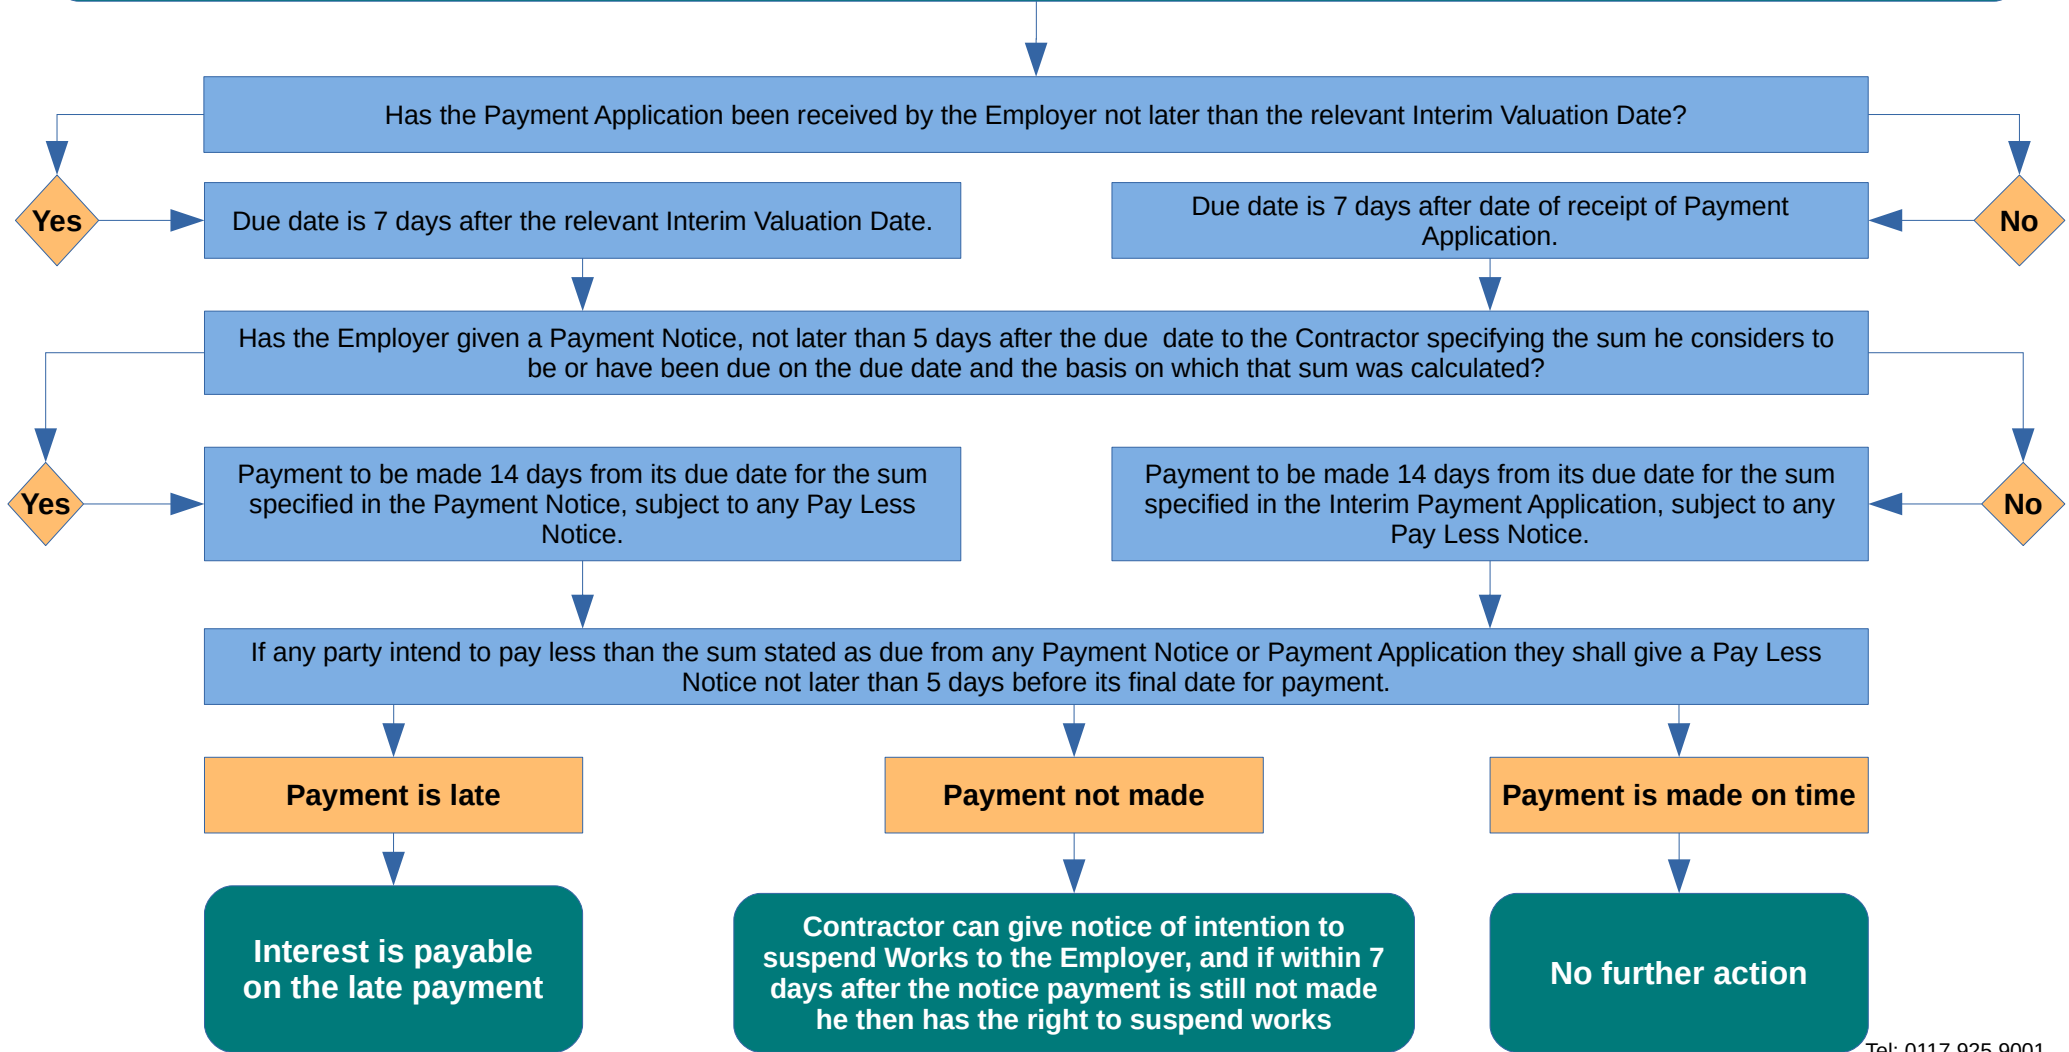 Has the Payment Application been received by the Employer not later than the relevant Interim Valuation Date?
Yes
Due date is 7 days after the relevant Interim Valuation Date.
Due date is 7 days after date of receipt of Payment
Application.
No
Has the Employer given a Payment Notice, not later than 5 days after the due  date to the Contractor specifying the sum he considers to
be or have been due on the due date and the basis on which that sum was calculated?
Yes
Payment to be made 14 days from its due date for the sum
specified in the Payment Notice, subject to any Pay Less
Notice.
Payment to be made 14 days from its due date for the sum
specified in the Interim Payment Application, subject to any
Pay Less Notice.
No
If any party intend to pay less than the sum stated as due from any Payment Notice or Payment Application they shall give a Pay Less
Notice not later than 5 days before its final date for payment.
Payment is late
Payment not made
Payment is made on time
Interest is payable
on the late payment
Contractor can give notice of intention to
suspend Works to the Employer, and if within 7
days after the notice payment is still not made
he then has the right to suspend works
No further action
Tel: 0117 925 9001